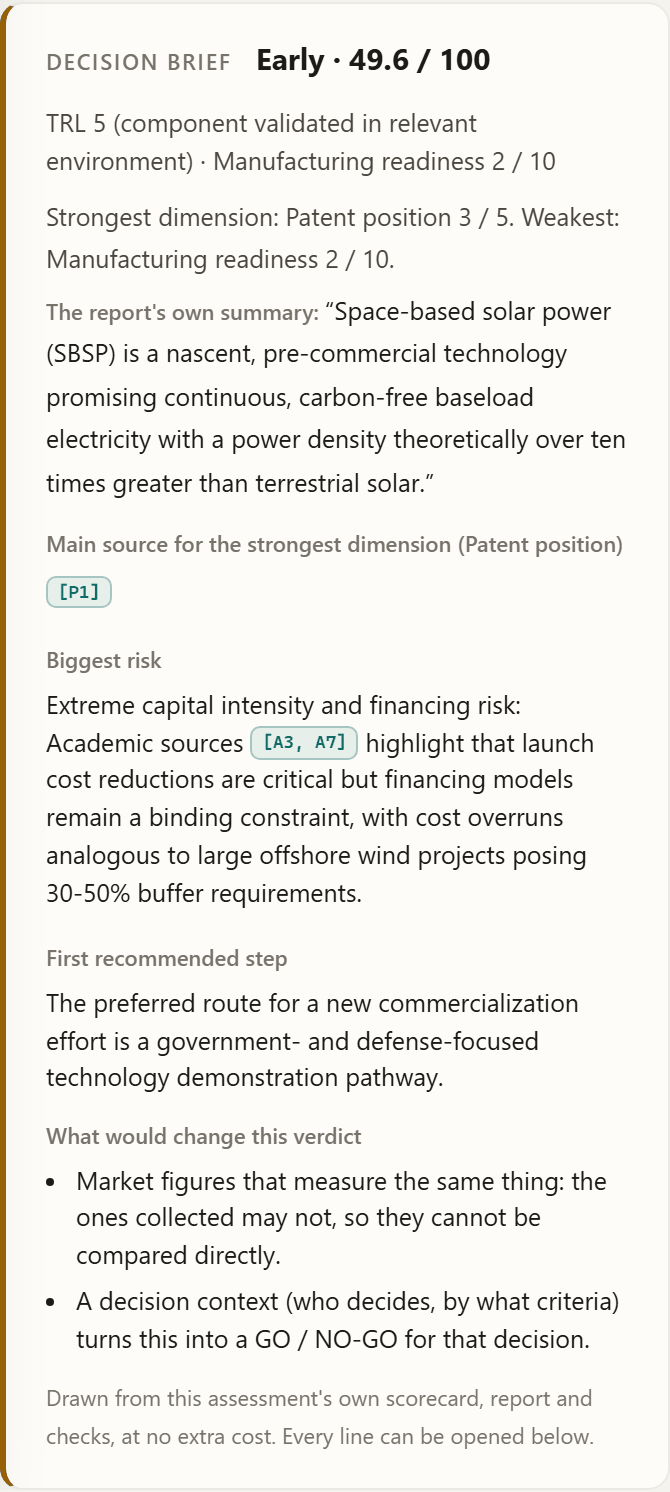 DECISION BRIEF Early · 49.6 / 100
TRL 5 (component validated in relevant
environment) · Manufacturing readiness 2 / 10
Strongest dimension: Patent position 3 / 5. Weakest:
Manufacturing readiness 2 / 10.
The report's own summary: “Space-based solar power
(SBSP) is a nascent, pre-commercial technology
promising continuous, carbon-free baseload
electricity with a power density theoretically over ten
times greater than terrestrial solar.”
Main source for the strongest dimension (Patent position)
[P1]
Biggest risk
Extreme capital intensity and financing risk:
Academic sources [A3, A7] highlight that launch
cost reductions are critical but financing models
remain a binding constraint, with cost overruns
analogous to large offshore wind projects posing
30-50% buffer requirements.
First recommended step
The preferred route for a new commercialization
effort is a government- and defense-focused
technology demonstration pathway.
What would change this verdict
• Market figures that measure the same thing: the
ones collected may not, so they cannot be
compared directly.
• A decision context (who decides, by what criteria)
turns this into a GO / NO-GO for that decision.
Drawn from this assessment's own scorecard, report and
checks, at no extra cost. Every line can be opened below.